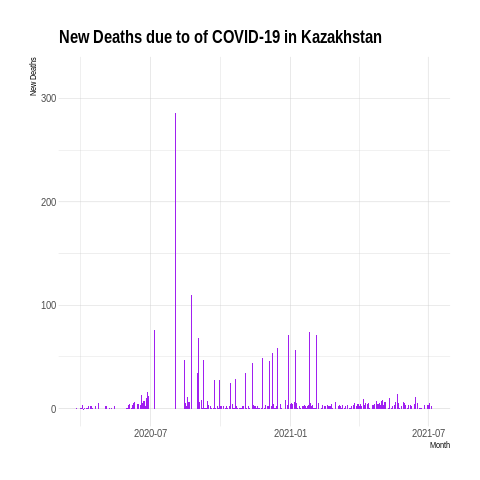 New Deaths due to of COVID-19 in Kazakhstan
New Deaths
300
200
100
0
2020-07
2021-01
2021-07
Month